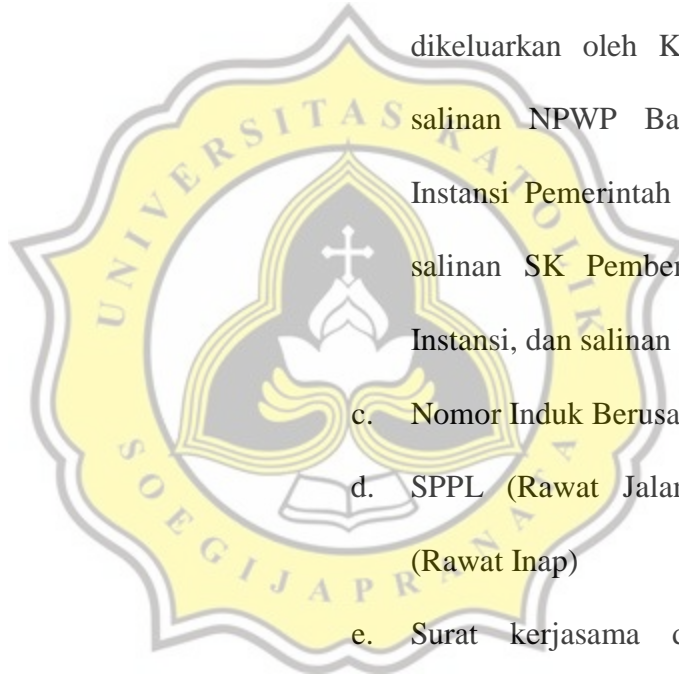 dikeluarkan oleh K
salinan NPWP Ba
Instansi Pemerintah
salinan SK Pember
Instansi, dan salinan
c. Nomor Induk Berusa
d. SPPL (Rawat Jalan
(Rawat Inap)
e. Surat kerjasama d
UNIVERSITAS KATOLIK
SOEGIJAPRANATA